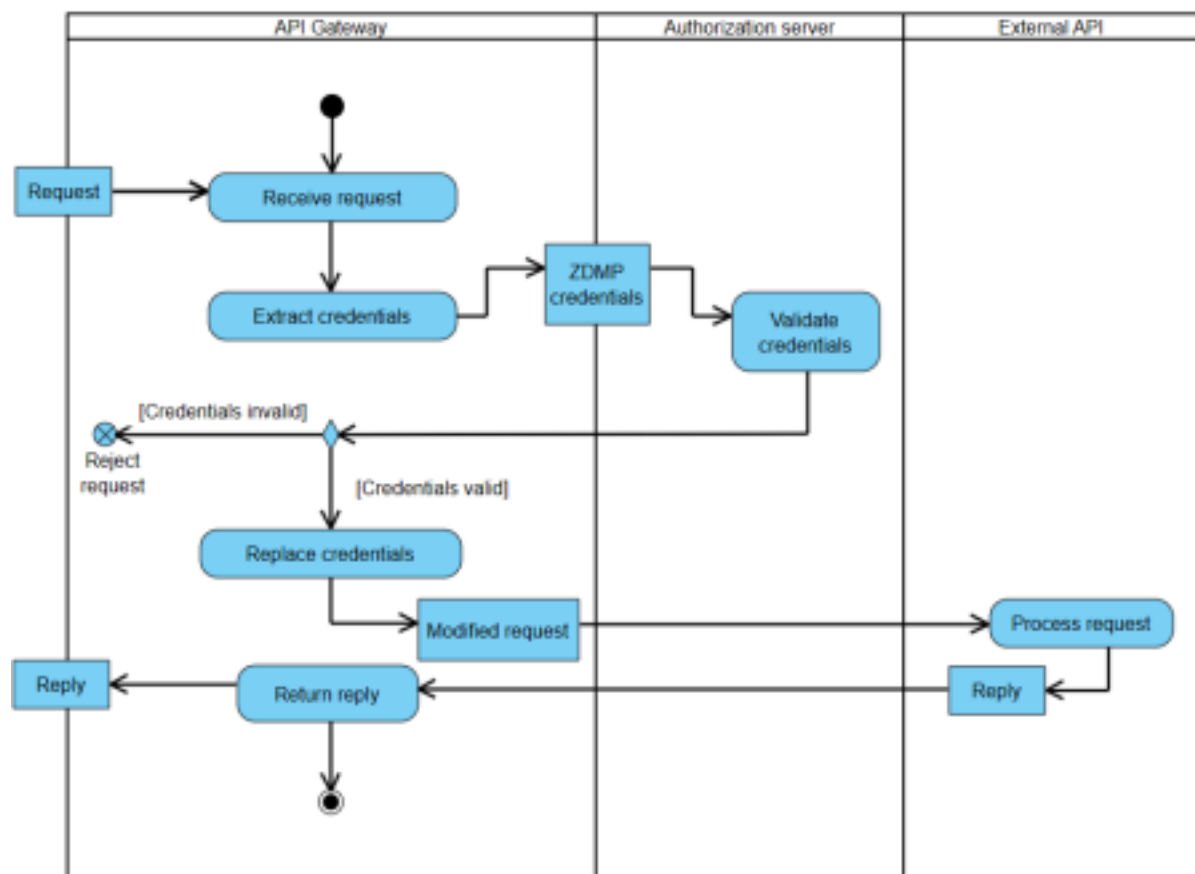 API Gateway
Authorization server
External API
Request
Receive request
ZDMP
credentials
Extract credentials
Validate
credentials
[Credentials invalid]
Reject
request
[Credentials valid]
Replace credentials
Modified request
Process request
Reply
Return reply
Reply